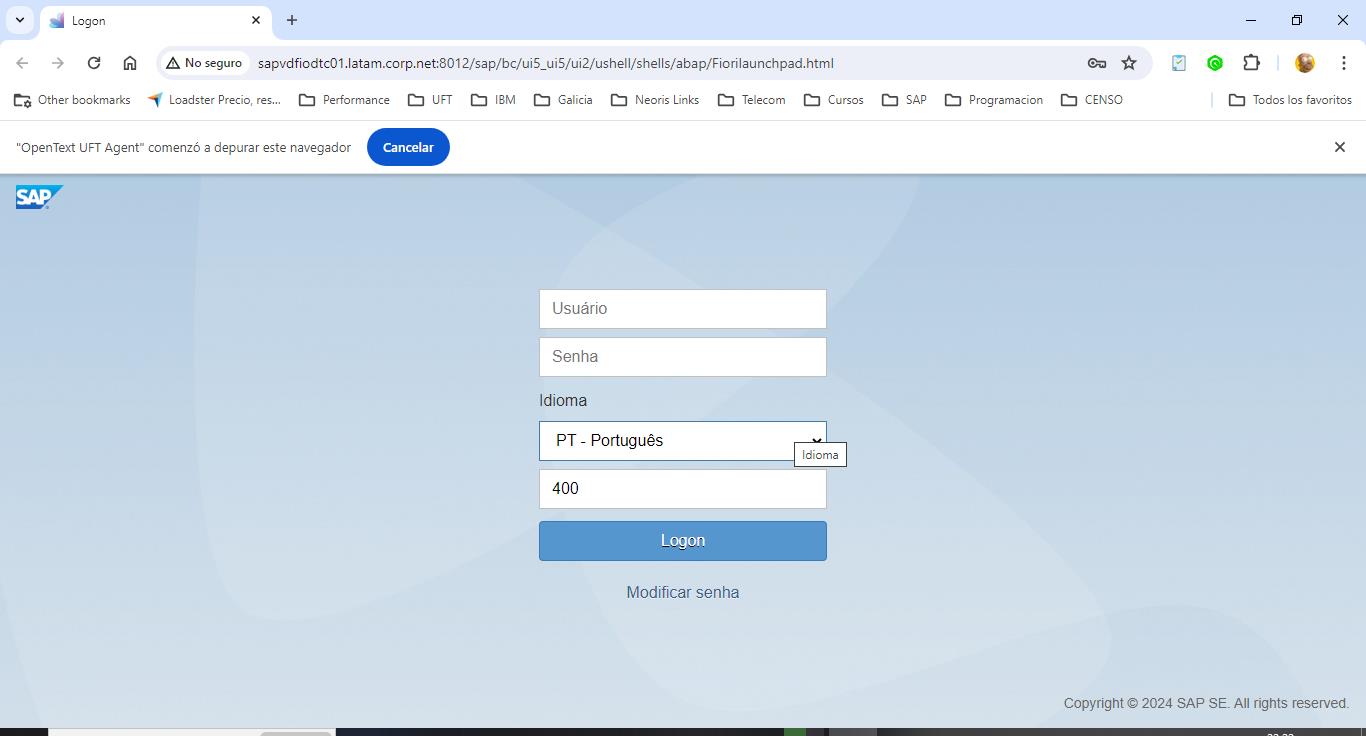 Logon
No seguro
sapvdfiodtc01.latam.corp.net:8012/sap/bc/ui5_ui5/ui2/ushell/shells/abap/Fiorilaunchpad.html
Other bookmarks
Loadster Precio, res...
Performance
UFT
IBM
Galicia
Neoris Links
Telecom
Cursos
SAP
Programacion
CENSO
Todos los favoritos
"OpenText UFT Agent" comenzó a depurar este navegador
Cancelar
SAP
Usuário
Senha
Idioma
PT - Português
Idioma
400
Logon
Modificar senha
Copyright © 2024 SAP SE. All rights reserved.